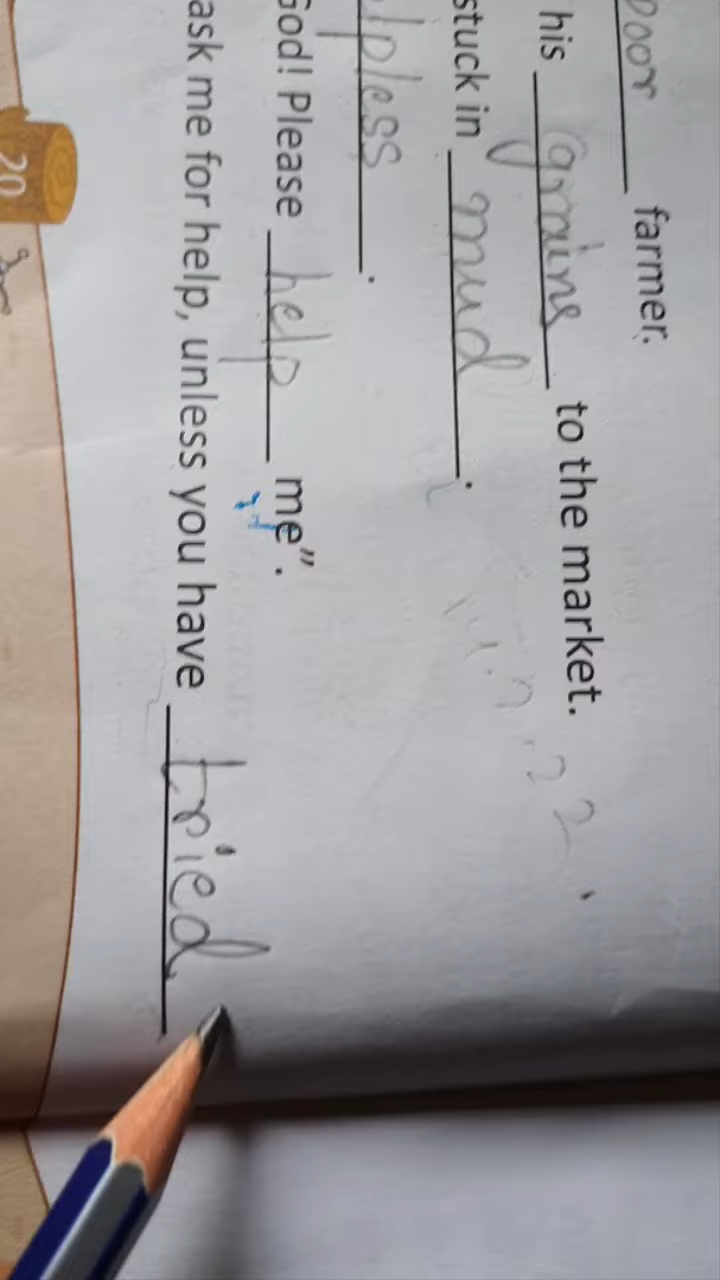 poor farmer.
his grains to the market.
stuck in mud.
lpless.
God! Please help me".
ask me for help, unless you have tried
20